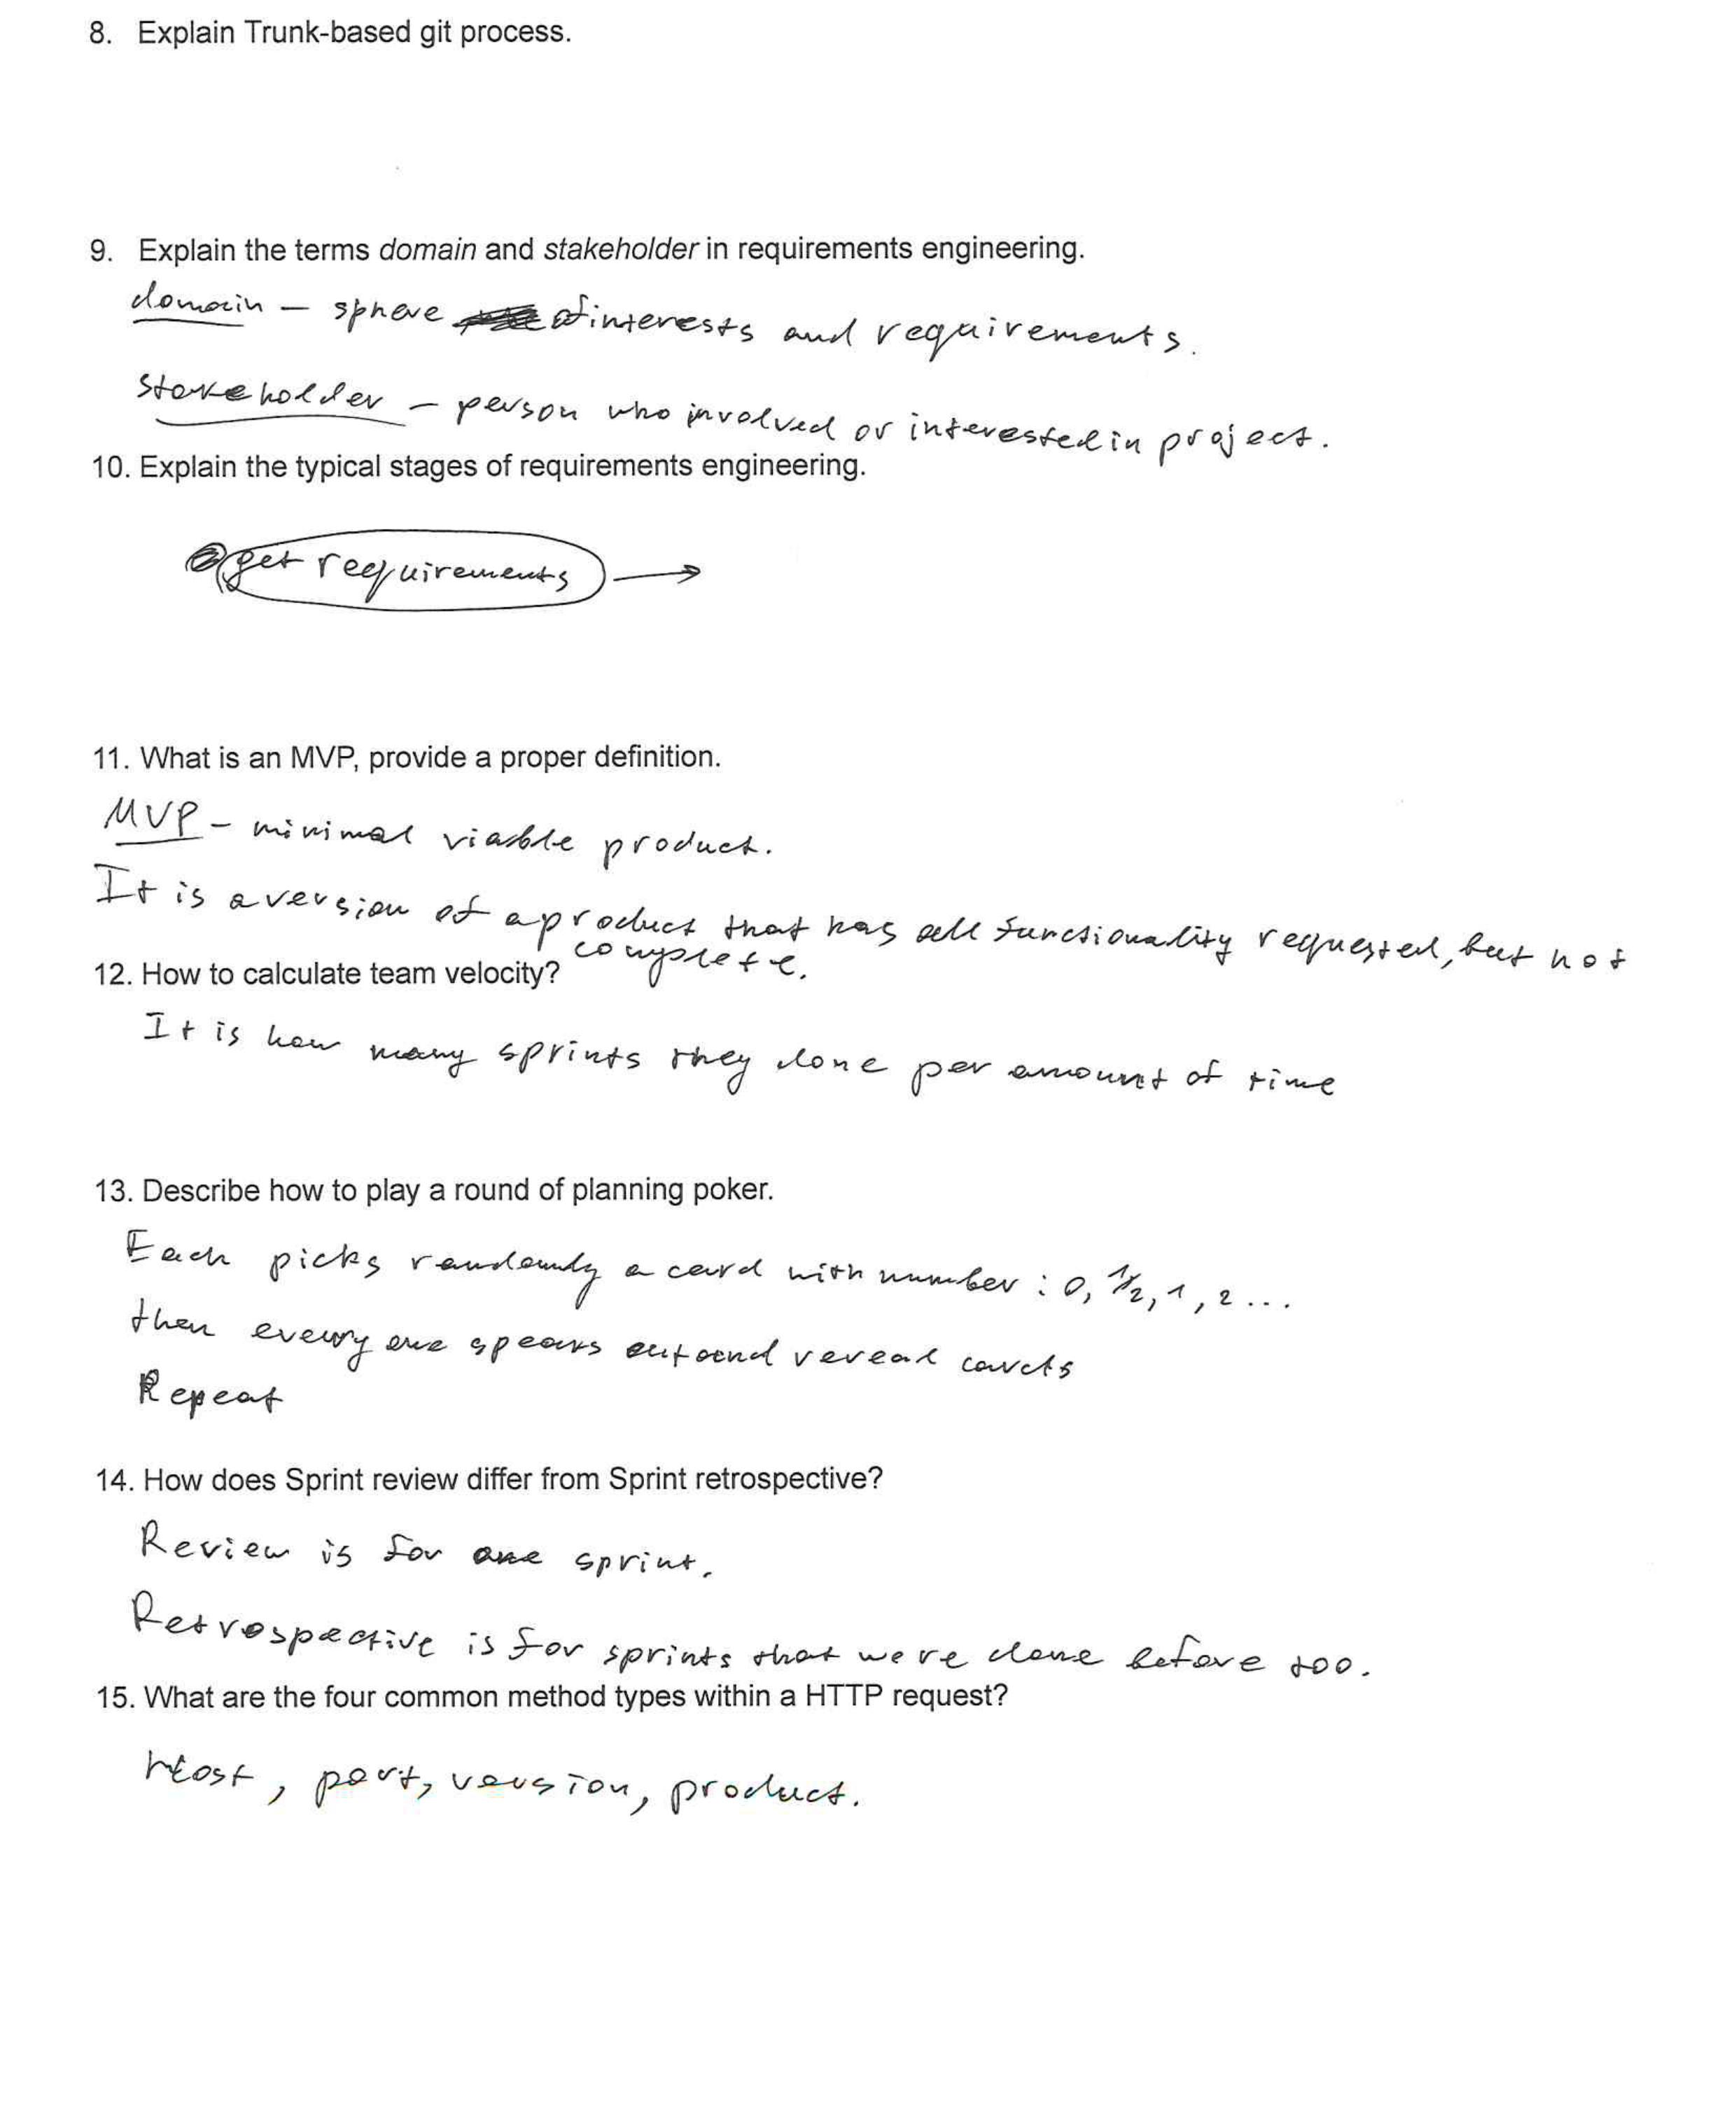 8. Explain Trunk-based git process.
9. Explain the terms domain and stakeholder in requirements engineering.
domain – sphere of interests and requirements.
stakeholder – person who involved or interested in project.
10. Explain the typical stages of requirements engineering.
get requirements →
11. What is an MVP, provide a proper definition.
MVP – minimal viable product.
It is a version of a product that has all functionality requested, but not
complete.
12. How to calculate team velocity?
It is how many sprints they done per amount of time
13. Describe how to play a round of planning poker.
Each picks randomly a card with number : 0, 1/2, 1, 2 ...
then every one spears out and reveal cards
Repeat
14. How does Sprint review differ from Sprint retrospective?
Review is for one sprint.
Retrospective is for sprints that were done before too.
15. What are the four common method types within a HTTP request?
Host, port, version, product.